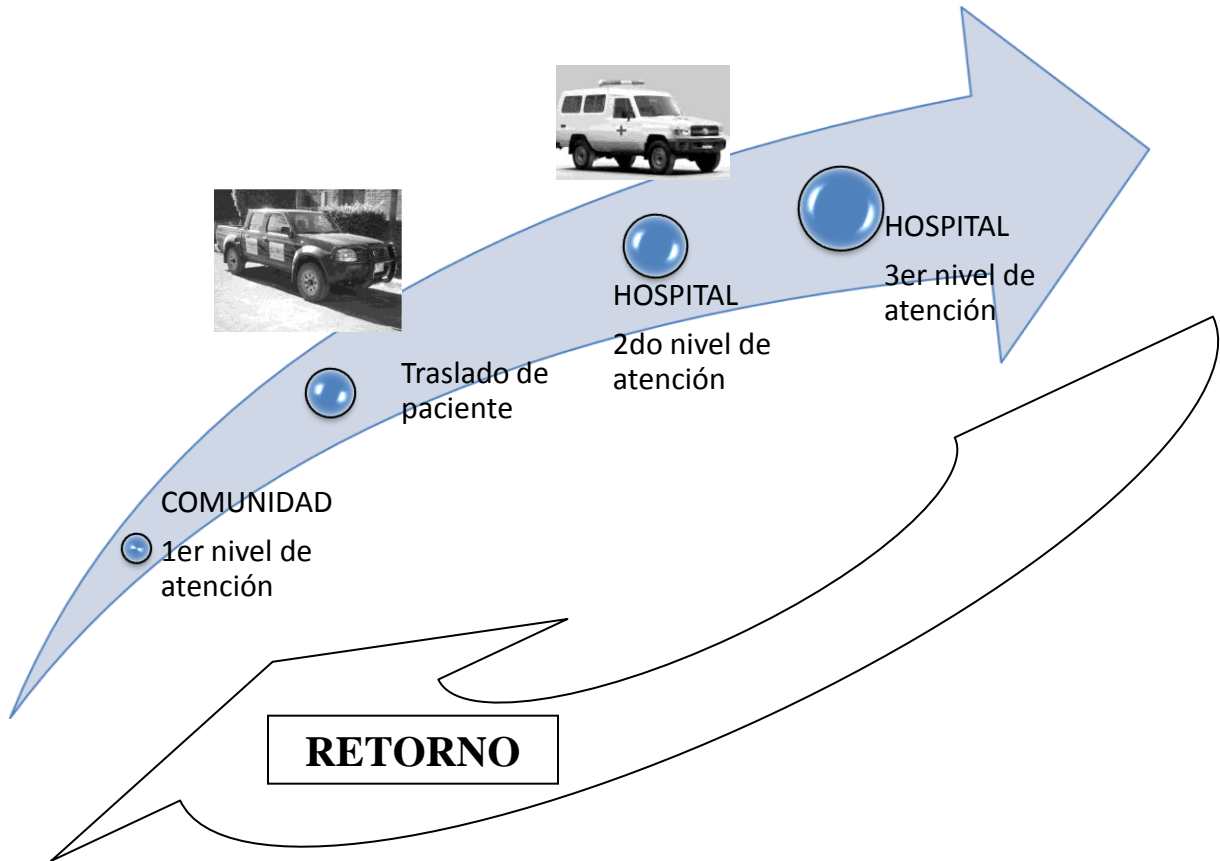 HOSPITAL
3er nivel de
atención
HOSPITAL
2do nivel de
atención
Traslado de
paciente
COMUNIDAD
1er nivel de
atención
RETORNO